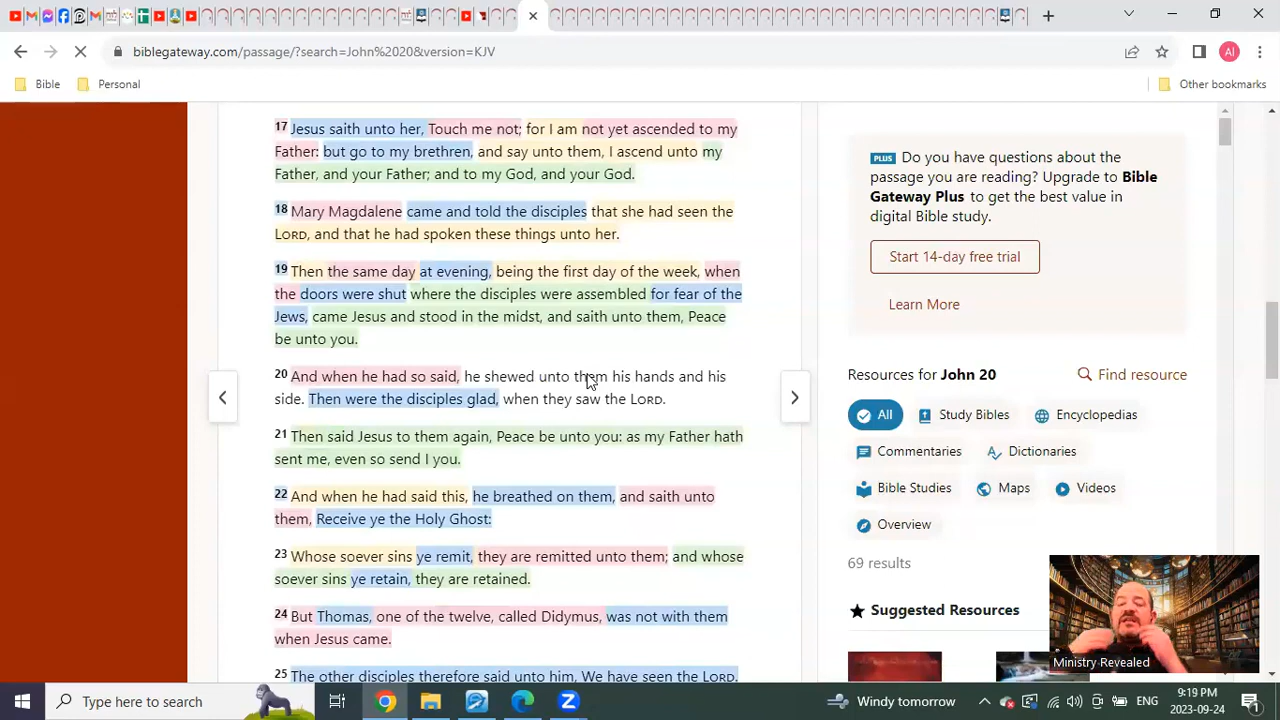 biblegateway.com/passage/?search=John%2020&version=KJV
AI
Bible
Personal
Other bookmarks
17 Jesus saith unto her, Touch me not; for I am not yet ascended to my
Father: but go to my brethren, and say unto them, I ascend unto my
Father, and your Father; and to my God, and your God.
18 Mary Magdalene came and told the disciples that she had seen the
LORD, and that he had spoken these things unto her.
19 Then the same day at evening, being the first day of the week, when
the doors were shut where the disciples were assembled for fear of the
Jews, came Jesus and stood in the midst, and saith unto them, Peace
be unto you.
20 And when he had so said, he shewed unto them his hands and his
side. Then were the disciples glad, when they saw the LORD.
21 Then said Jesus to them again, Peace be unto you: as my Father hath
sent me, even so send I you.
22 And when he had said this, he breathed on them, and saith unto
them, Receive ye the Holy Ghost:
23 Whose soever sins ye remit, they are remitted unto them; and whose
soever sins ye retain, they are retained.
24 But Thomas, one of the twelve, called Didymus, was not with them
when Jesus came.
25 The other disciples therefore said unto him, We have seen the LORD.
PLUS Do you have questions about the
passage you are reading? Upgrade to Bible
Gateway Plus to get the best value in
digital Bible study.
Start 14-day free trial
Learn More
Resources for John 20
Find resource
All
Study Bibles
Encyclopedias
Commentaries
Dictionaries
Bible Studies
Maps
Videos
Overview
69 results
Suggested Resources
Ministry Revealed
Type here to search
Windy tomorrow
ENG
9:19 PM
2023-09-24
1